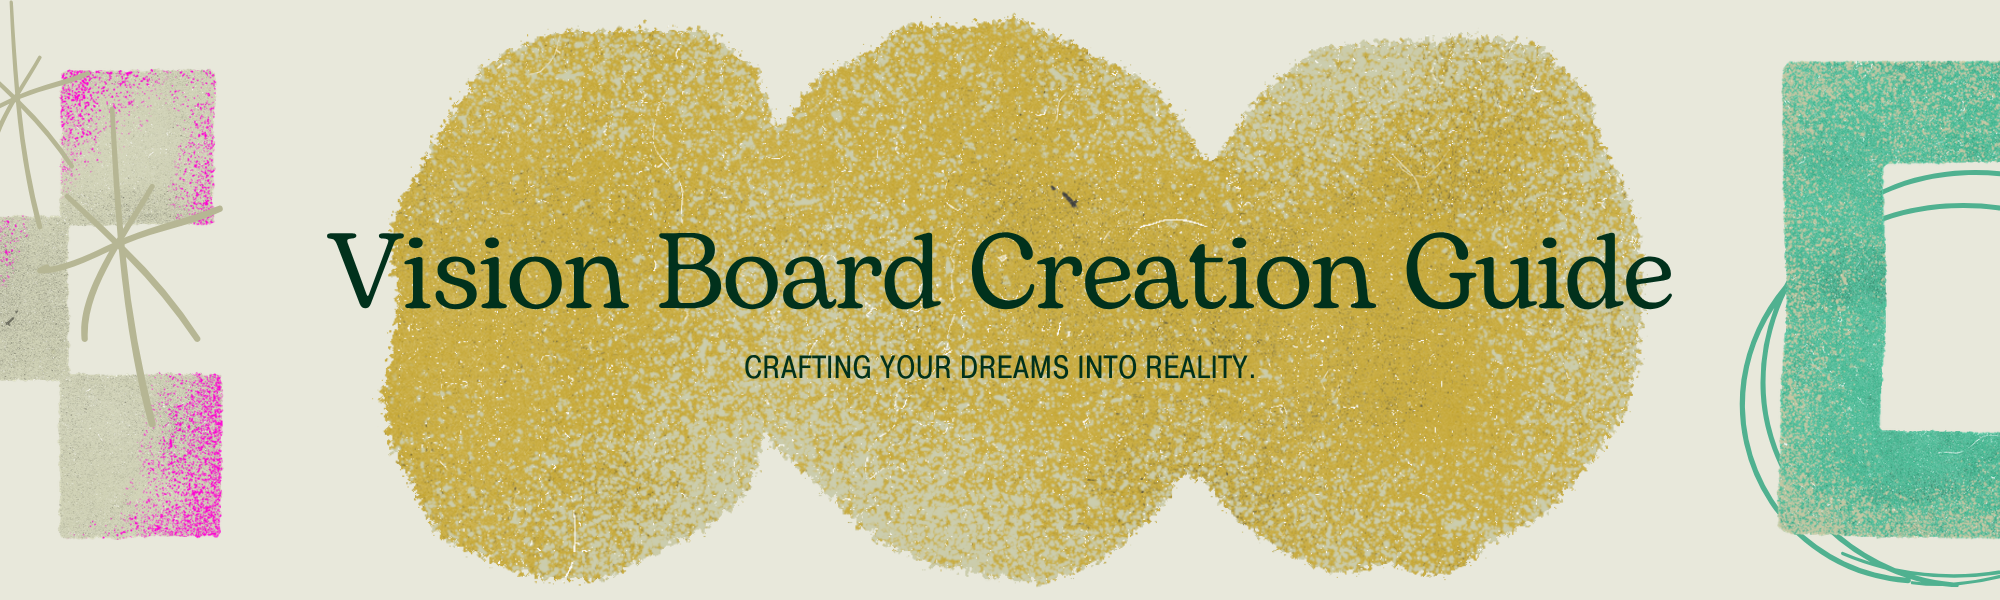 Vision Board Creation Guide
CRAFTING YOUR DREAMS INTO REALITY.